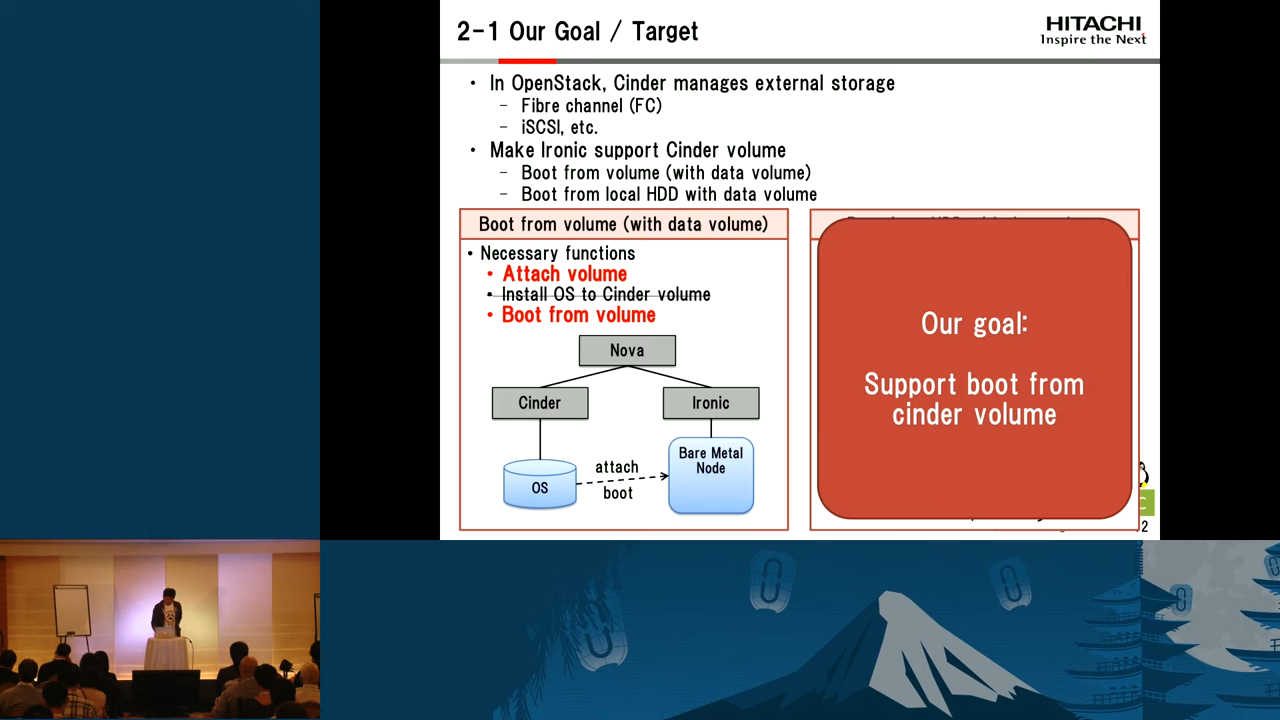 2-1 Our Goal / Target
HITACHI
Inspire the Next
• In OpenStack, Cinder manages external storage
– Fibre channel (FC)
– iSCSI, etc.
• Make Ironic support Cinder volume
– Boot from volume (with data volume)
– Boot from local HDD with data volume
Boot from volume (with data volume)
• Necessary functions
• Attach volume
• Install OS to Cinder volume
• Boot from volume
Nova
Cinder
Ironic
Bare Metal
Node
OS
attach
boot
Our goal:
Support boot from
cinder volume
C
2